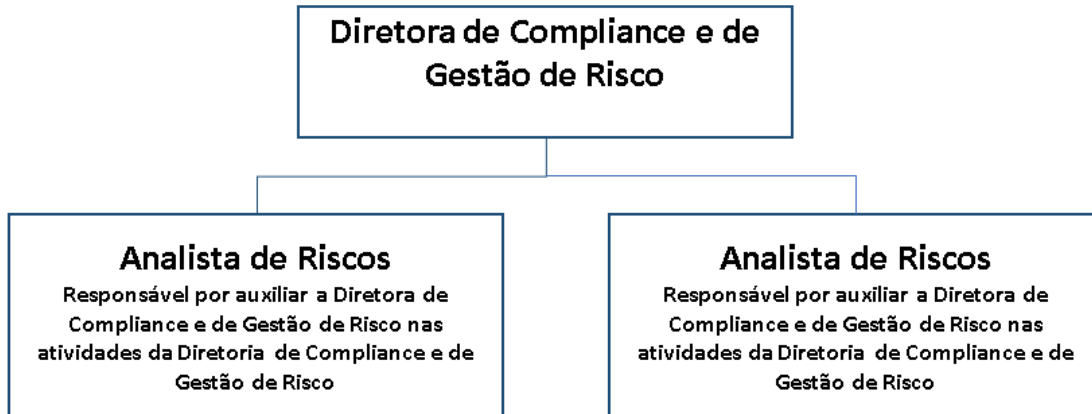 Diretora de Compliance e de
Gestão de Risco
Analista de Riscos
Responsável por auxiliar a Diretora de
Compliance e de Gestão de Risco nas
atividades da Diretoria de Compliance e de
Gestão de Risco
Analista de Riscos
Responsável por auxiliar a Diretora de
Compliance e de Gestão de Risco nas
atividades da Diretoria de Compliance e de
Gestão de Risco